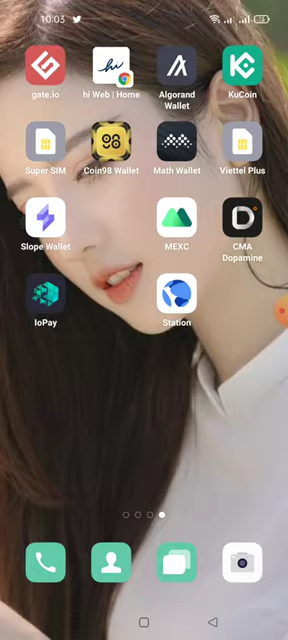 10:03
gate.io
hi Web | Home
Algorand
Wallet
KuCoin
Super SIM
Coin98 Wallet
Math Wallet
Viettel Plus
Slope Wallet
MEXC
CMA
Dopamine
IoPay
Station